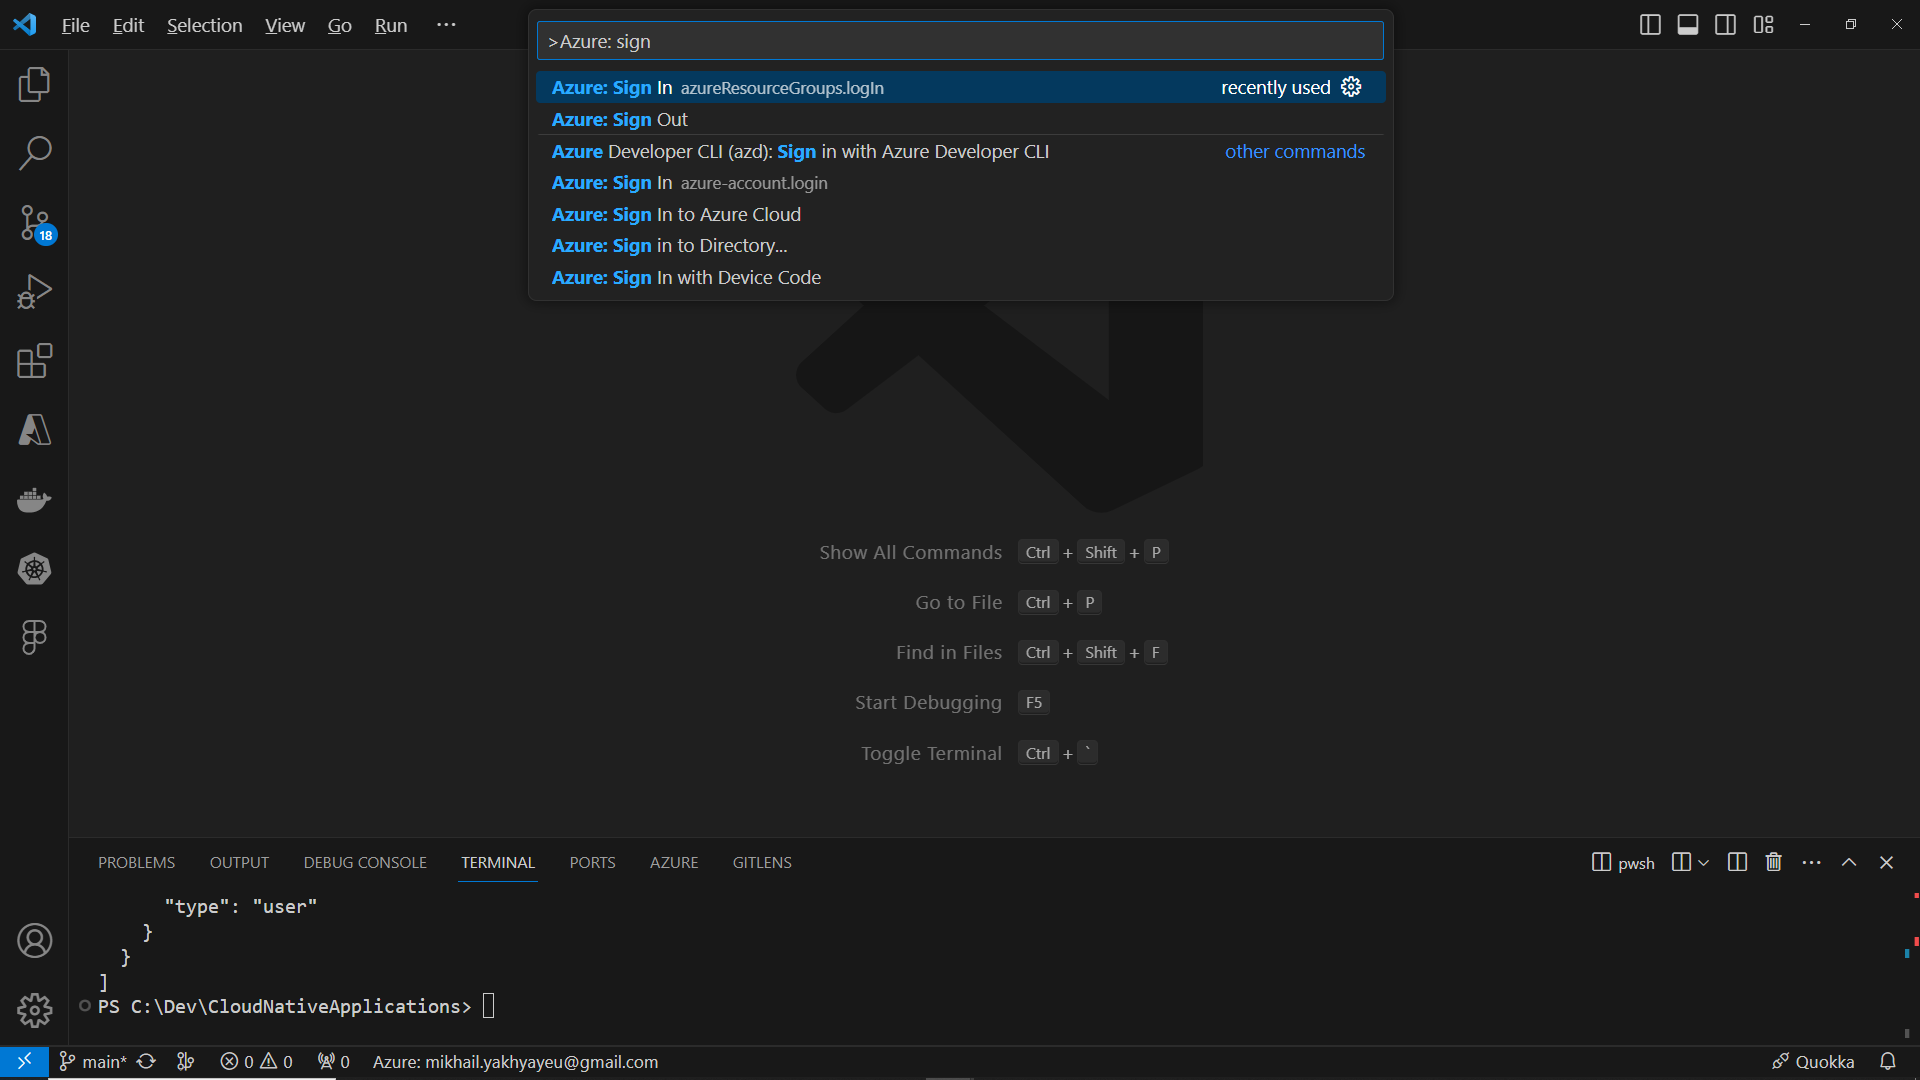 File Edit Selection View Go Run ···
>Azure: sign
Azure: Sign In azureResourceGroups.logIn recently used
Azure: Sign Out
Azure Developer CLI (azd): Sign in with Azure Developer CLI other commands
Azure: Sign In azure-account.login
Azure: Sign In to Azure Cloud
Azure: Sign in to Directory...
Azure: Sign In with Device Code
18
Show All Commands Ctrl + Shift + P
Go to File Ctrl + P
Find in Files Ctrl + Shift + F
Start Debugging F5
Toggle Terminal Ctrl + `
PROBLEMS OUTPUT DEBUG CONSOLE TERMINAL PORTS AZURE GITLENS pwsh
"type": "user"
}
}
]
PS C:\Dev\CloudNativeApplications>
main* 0 0 0 Azure: mikhail.yakhyayeu@gmail.com Quokka